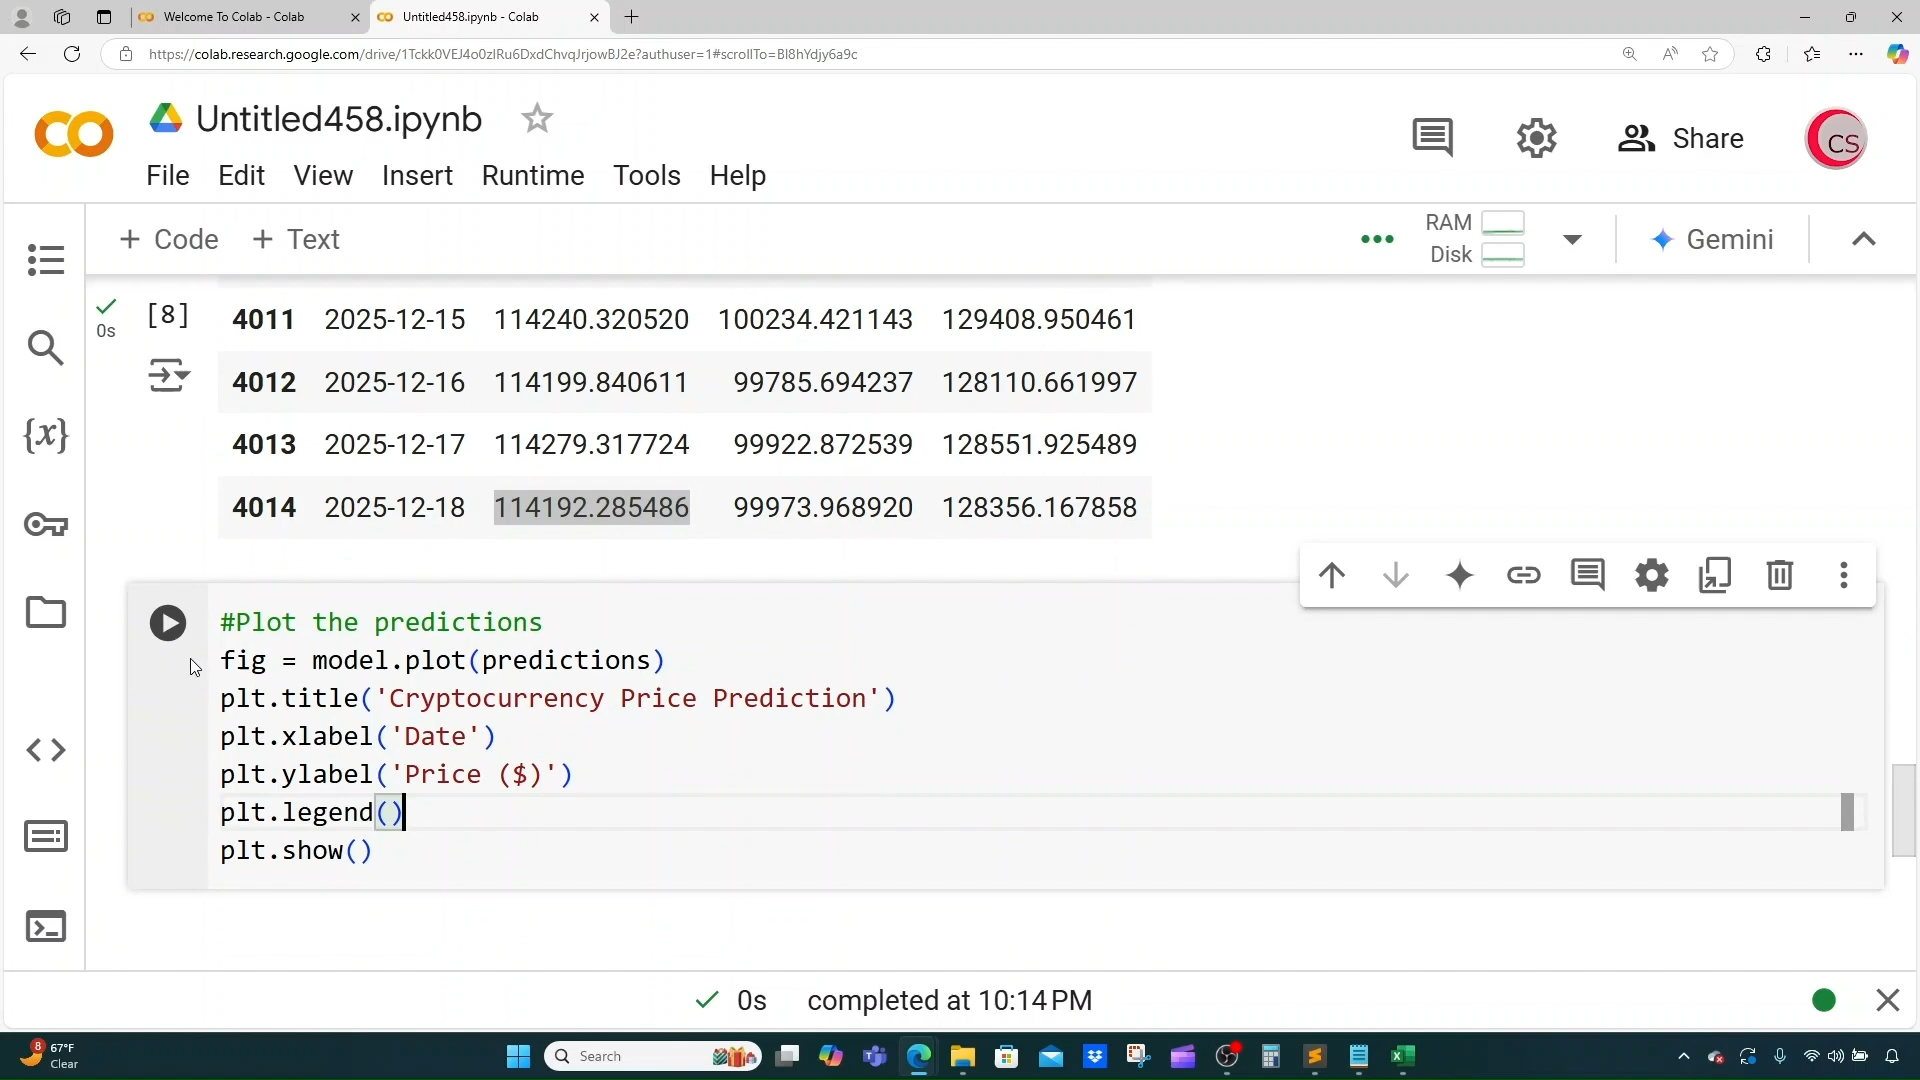 Welcome To Colab - Colab
Untitled458.ipynb - Colab
https://colab.research.google.com/drive/1Tckk0VEJ4o0zlRu6DxdChvqJrjowBJ2e?authuser=1#scrollTo=Bl8hYdjy6a9c
Untitled458.ipynb
File Edit View Insert Runtime Tools Help
Share
CS
+ Code + Text
RAM
Disk
Gemini
0s
[8]
4011 2025-12-15 114240.320520 100234.421143 129408.950461
4012 2025-12-16 114199.840611 99785.694237 128110.661997
4013 2025-12-17 114279.317724 99922.872539 128551.925489
4014 2025-12-18 114192.285486 99973.968920 128356.167858
#Plot the predictions
fig = model.plot(predictions)
plt.title('Cryptocurrency Price Prediction')
plt.xlabel('Date')
plt.ylabel('Price ($)')
plt.legend()
plt.show()
0s completed at 10:14 PM
8
67°F
Clear
Search